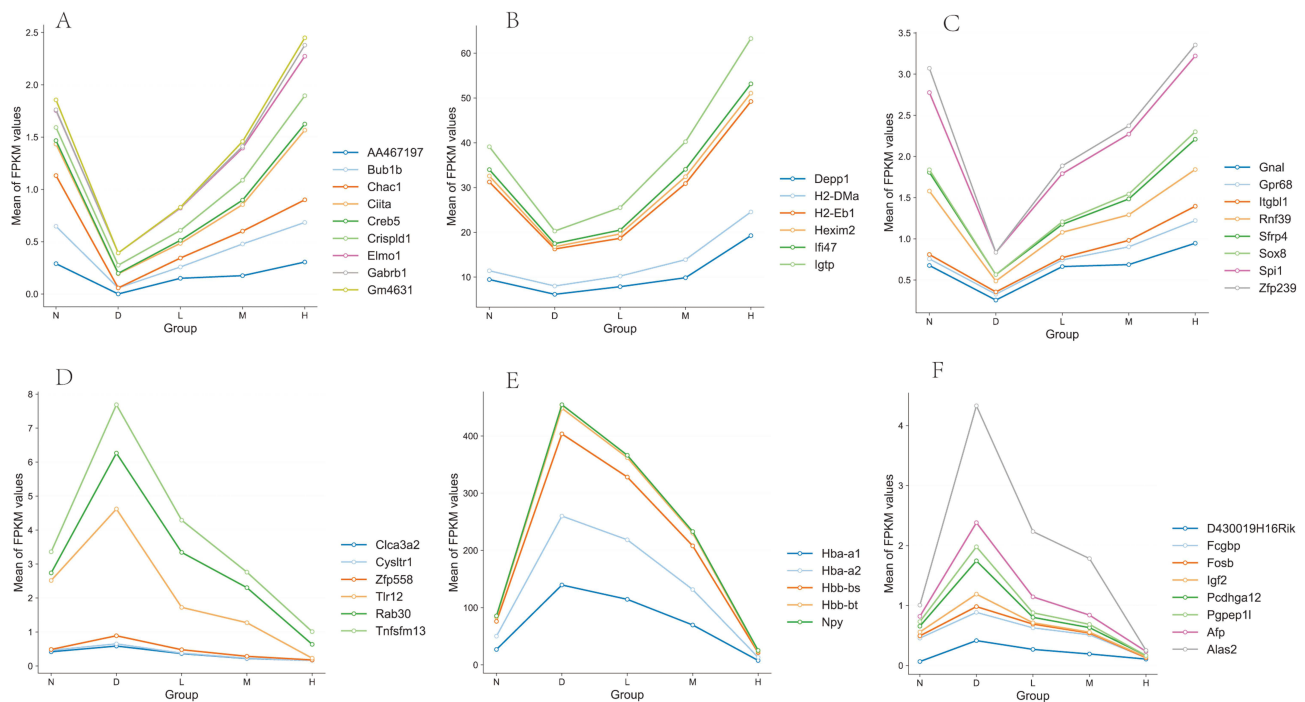 A
Mean of FPKM values
2.5
2.0
1.5
1.0
0.5
0.0
N
D
L
M
H
Group
AA467197
Bub1b
Chac1
Ciita
Creb5
Crispld1
Elmo1
Gabrb1
Gm4631
B
Mean of FPKM values
60
50
40
30
20
10
N
D
L
M
H
Group
Depp1
H2-DMa
H2-Eb1
Hexim2
Ifi47
Igtp
C
Mean of FPKM values
3.5
3.0
2.5
2.0
1.5
1.0
0.5
N
D
L
M
H
Group
Gnal
Gpr68
Itgbl1
Rnf39
Sfrp4
Sox8
Spi1
Zfp239
D
Mean of FPKM values
8
7
6
5
4
3
2
1
0
N
D
L
M
H
Group
Clca3a2
Cysltr1
Zfp558
Tlr12
Rab30
Tnfsfm13
E
Mean of FPKM values
400
300
200
100
0
N
D
L
M
H
Group
Hba-a1
Hba-a2
Hbb-bs
Hbb-bt
Npy
F
Mean of FPKM values
4
3
2
1
0
N
D
L
M
H
Group
D430019H16Rik
Fcgbp
Fosb
Igf2
Pcdhga12
Pgpep1l
Afp
Alas2